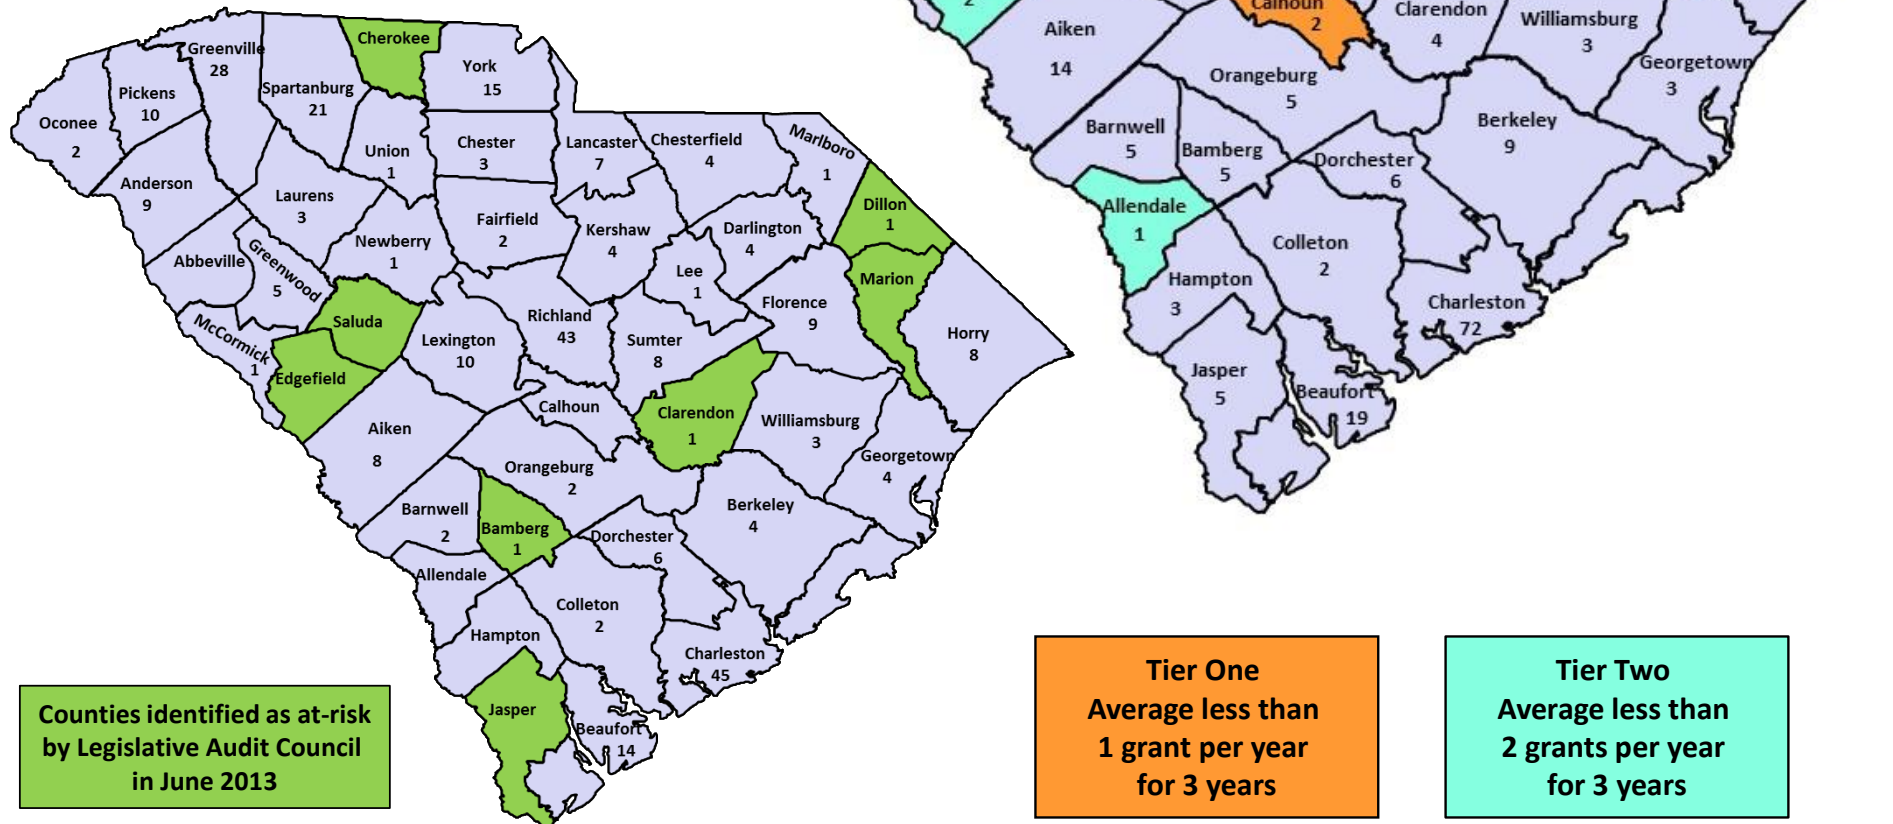 Cherokee
Greenville
28
York
15
Spartanburg
21
Pickens
10
Oconee
2
Chester
3
Lancaster
7
Chesterfield
4
Marlboro
1
Union
1
Anderson
9
Laurens
3
Fairfield
2
Kershaw
4
Darlington
4
Dillon
1
Newberry
1
Abbeville
Greenwood
5
Lee
1
Marion
Florence
9
Saluda
Richland
43
Horry
8
McCormick
1
Lexington
10
Sumter
8
Edgefield
Calhoun
Clarendon
1
Williamsburg
3
Aiken
8
Orangeburg
2
Georgetown
4
Barnwell
2
Bamberg
1
Berkeley
4
Dorchester
6
Allendale
Colleton
2
Hampton
Charleston
45
Jasper
Beaufort
14
Counties identified as at-risk
by Legislative Audit Council
in June 2013
2
Calhoun
2
Clarendon
4
Williamsburg
3
Aiken
14
Orangeburg
5
Georgetown
3
Barnwell
5
Bamberg
5
Berkeley
9
Dorchester
6
Allendale
1
Colleton
2
Hampton
3
Charleston
72
Jasper
5
Beaufort
19
Tier One
Average less than
1 grant per year
for 3 years
Tier Two
Average less than
2 grants per year
for 3 years